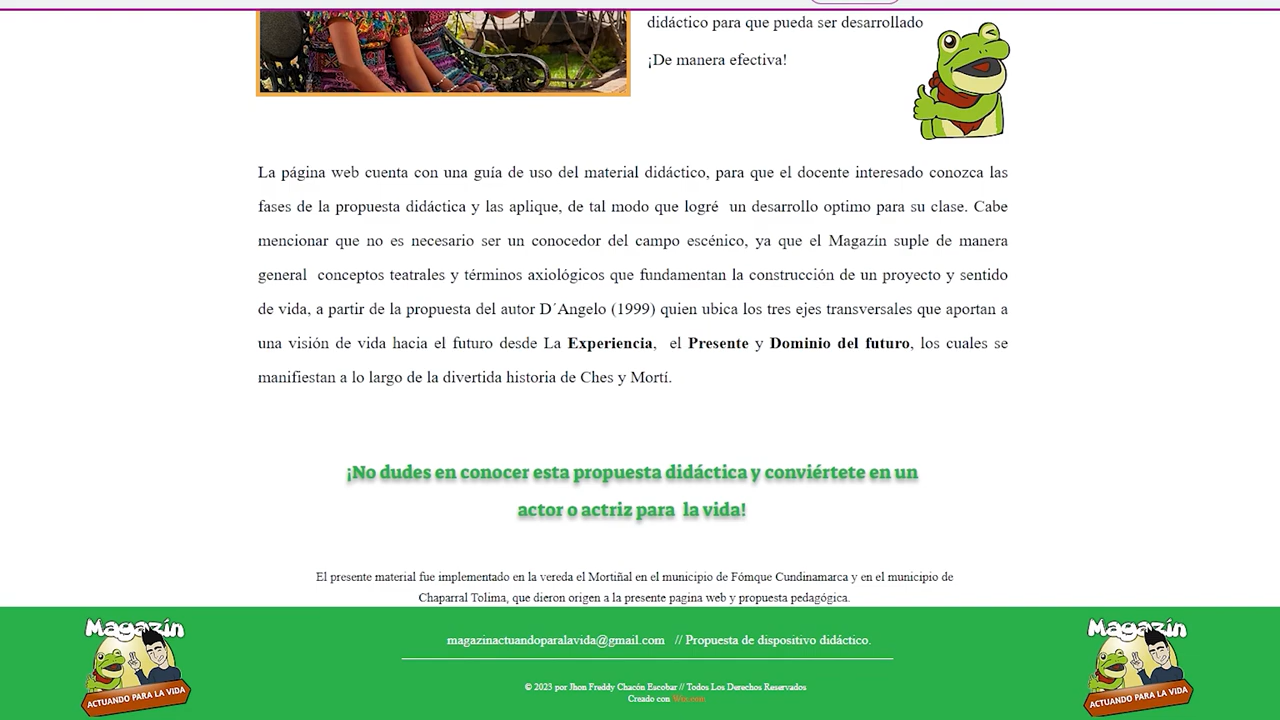 didáctico para que pueda ser desarrollado
¡De manera efectiva!
La página web cuenta con una guía de uso del material didáctico, para que el docente interesado conozca las
fases de la propuesta didáctica y las aplique, de tal modo que logré un desarrollo optimo para su clase. Cabe
mencionar que no es necesario ser un conocedor del campo escénico, ya que el Magazín suple de manera
general conceptos teatrales y términos axiológicos que fundamentan la construcción de un proyecto y sentido
de vida, a partir de la propuesta del autor D´Angelo (1999) quien ubica los tres ejes transversales que aportan a
una visión de vida hacia el futuro desde La Experiencia, el Presente y Dominio del futuro, los cuales se
manifiestan a lo largo de la divertida historia de Ches y Mortí.
¡No dudes en conocer esta propuesta didáctica y conviértete en un
actor o actriz para la vida!
El presente material fue implementado en la vereda el Mortiñal en el municipio de Fómque Cundinamarca y en el municipio de
Chaparral Tolima, que dieron origen a la presente pagina web y propuesta pedagógica.
Magazín
ACTUANDO PARA LA VIDA
magazinactuandoparalavida@gmail.com // Propuesta de dispositivo didáctico.
© 2023 por Jhon Freddy Chacón Escobar // Todos Los Derechos Reservados
Creado con Wix.com
Magazín
ACTUANDO PARA LA VIDA